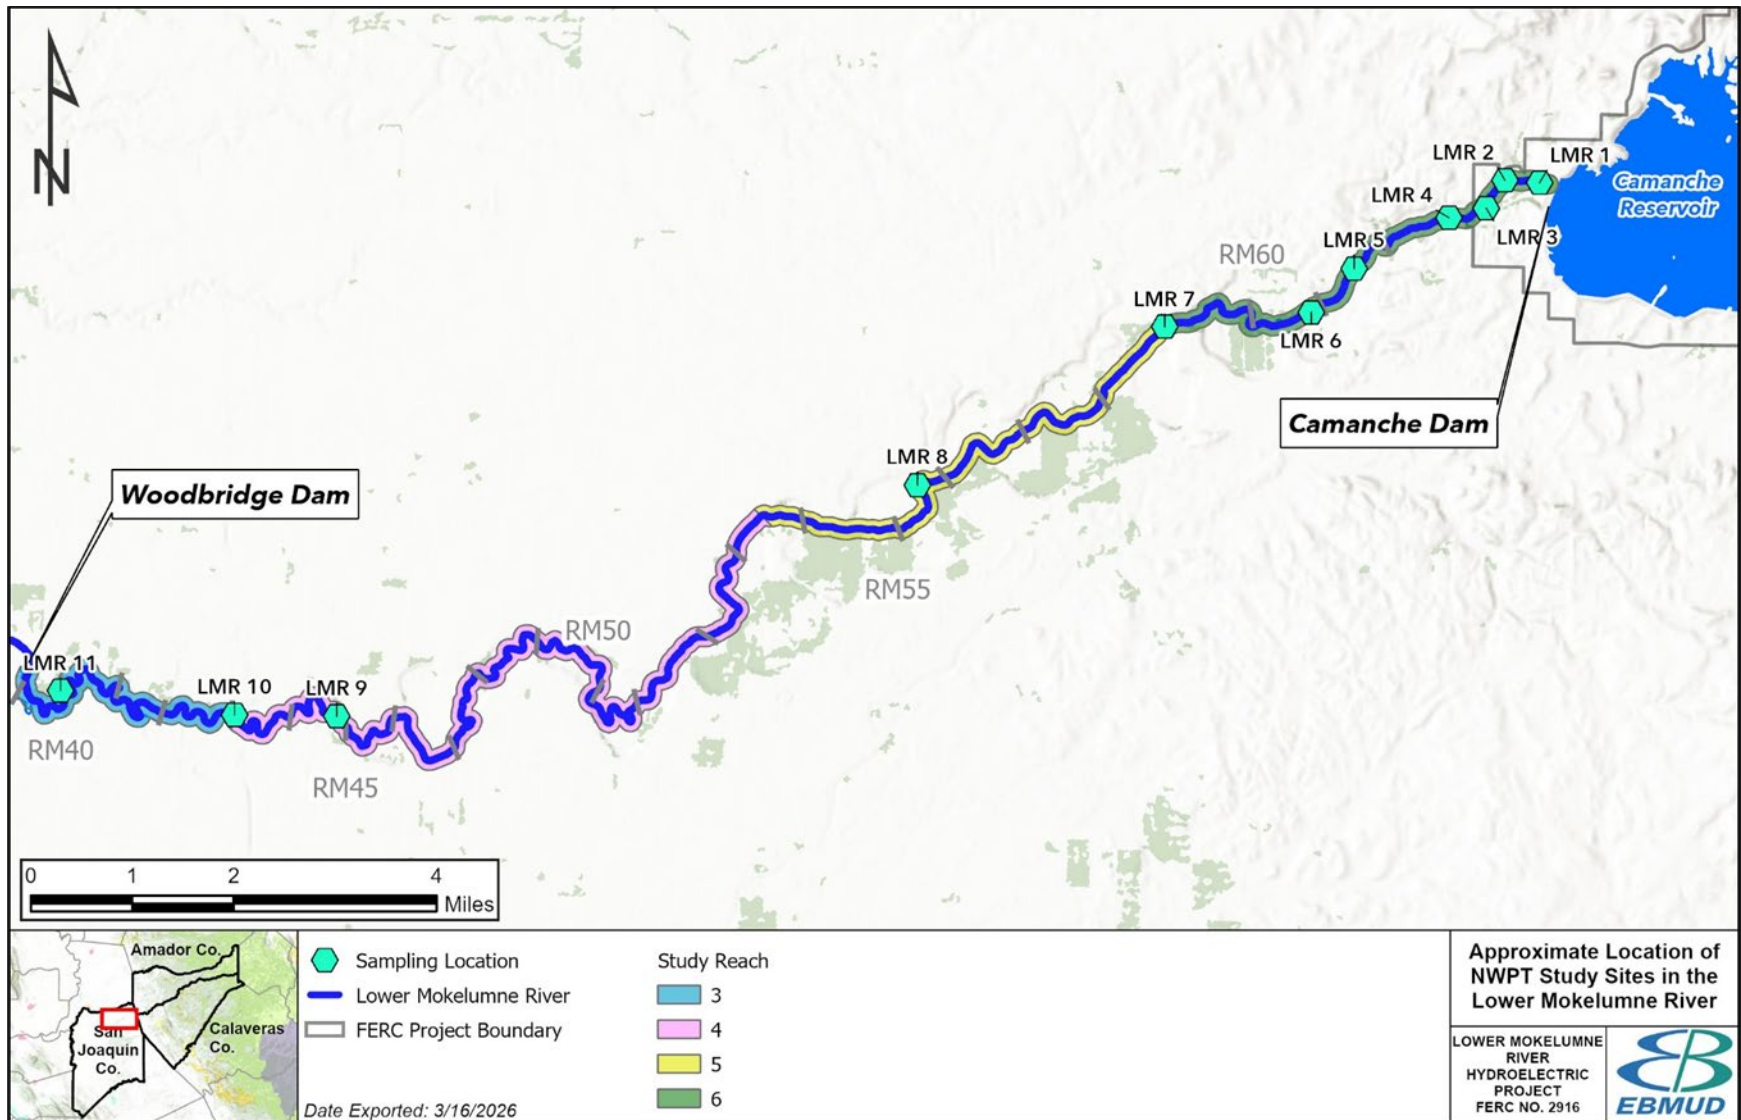 N
LMR 2
LMR 1
Camanche
Reservoir
LMR 4
LMR 3
LMR 5
RM60
LMR 7
LMR 6
Camanche Dam
LMR 8
Woodbridge Dam
RM55
RM50
LMR 11
LMR 10
LMR 9
RM40
RM45
0 1 2 4
Miles
Amador Co.
San
Joaquin
Co.
Calaveras
Co.
Sampling Location
Lower Mokelumne River
FERC Project Boundary
Date Exported: 3/16/2026
Study Reach
3
4
5
6
Approximate Location of
NWPT Study Sites in the
Lower Mokelumne River
LOWER MOKELUMNE
RIVER
HYDROELECTRIC
PROJECT
FERC NO. 2916
EBMUD